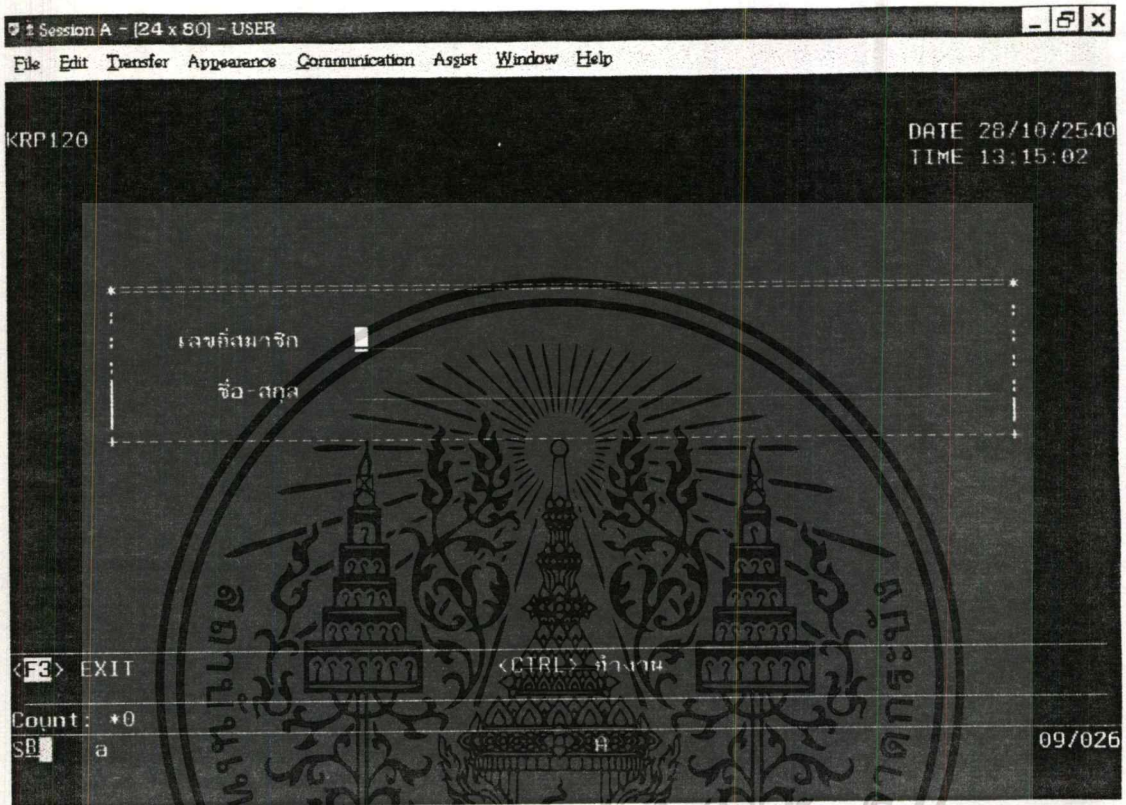 Session A - [24 x 80] - USER
File Edit Transfer Appearance Communication Assist Window Help
KRP120
DATE 28/10/2540
TIME 13:15:02
เลขที่สมาชิก
ชื่อ-สกุล
<F3> EXIT <CTRL> ทำงาน
Count: *0
a
09/026